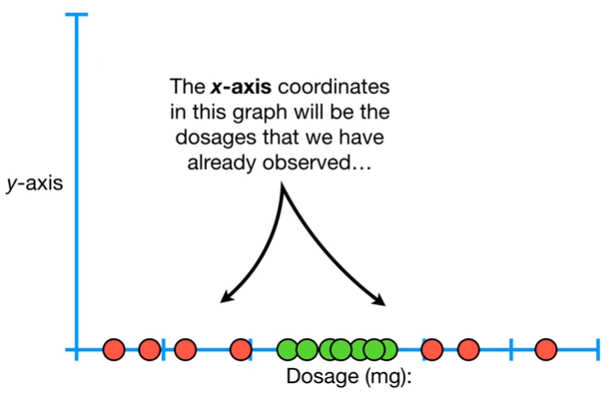 The x-axis coordinates
in this graph will be the
dosages that we have
already observed…
y-axis
Dosage (mg):